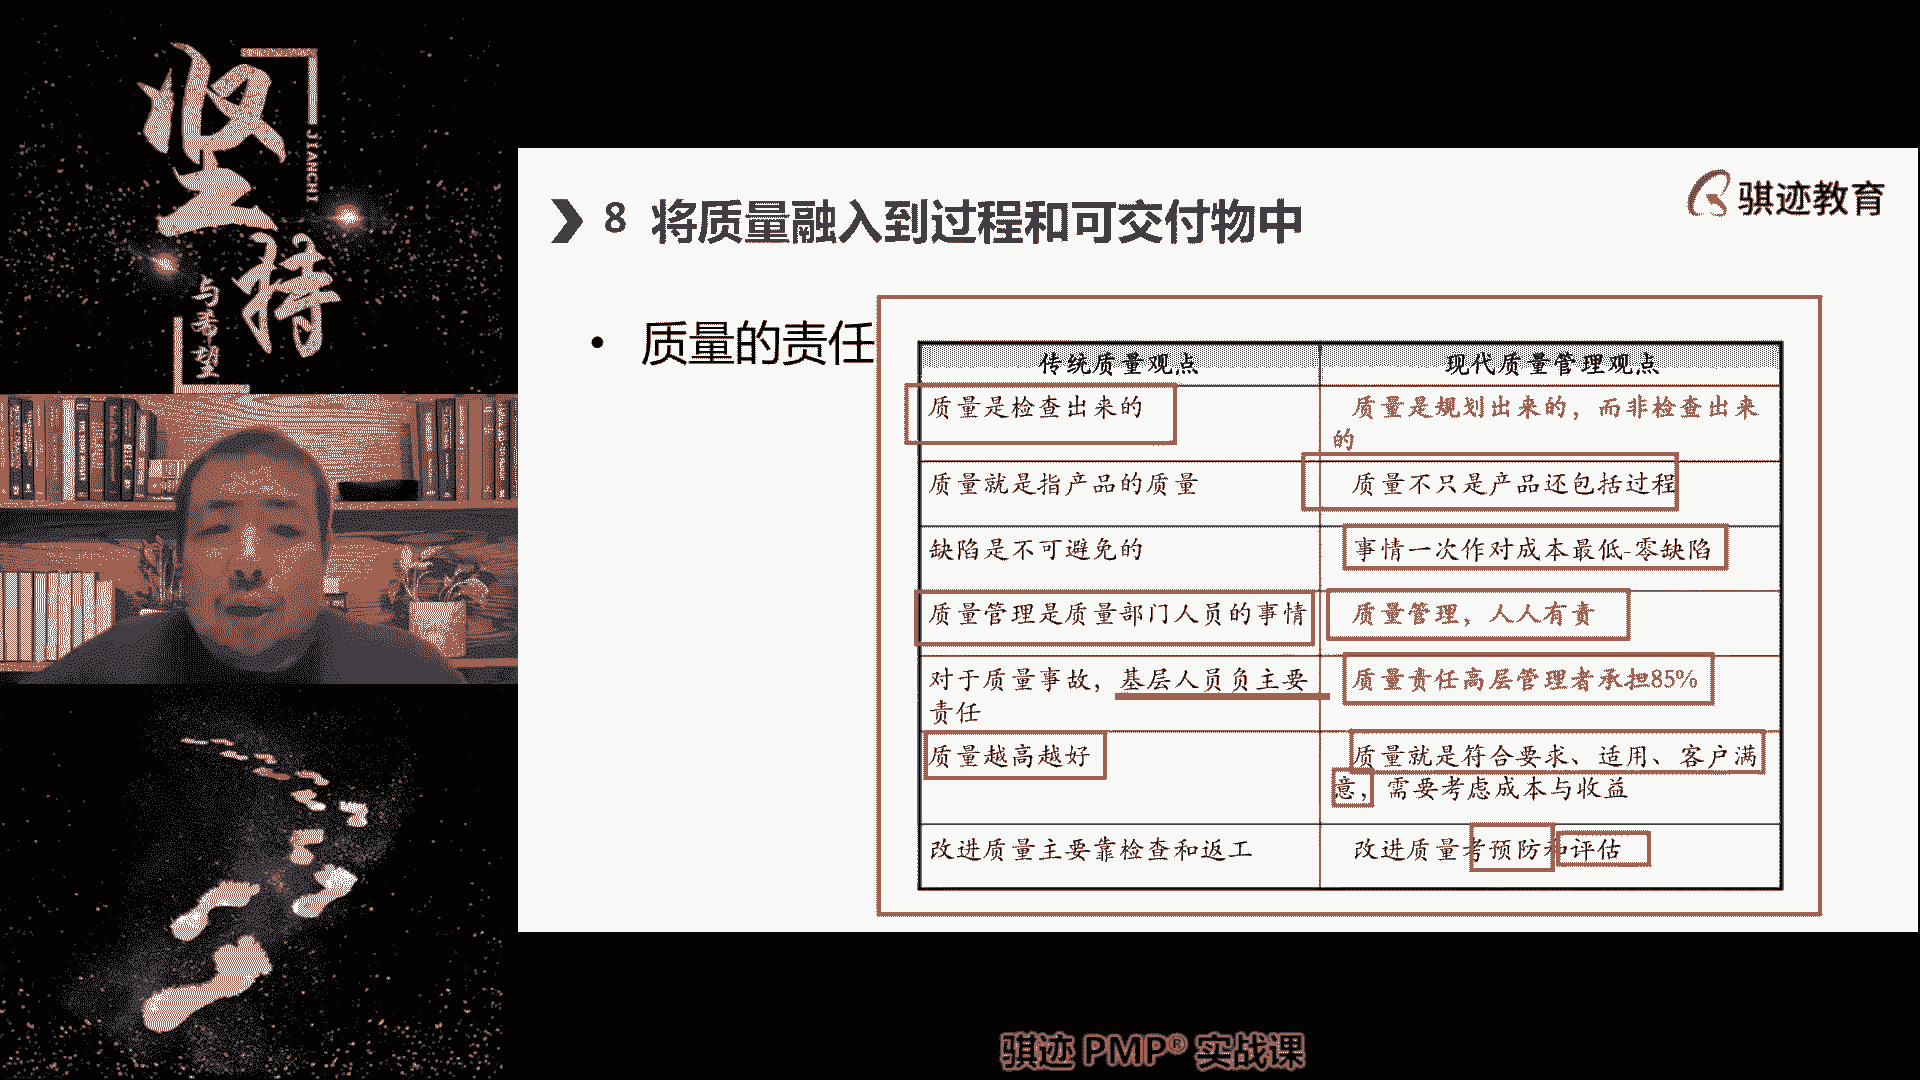 坚持
JIANCHI
与希望
8 将质量融入到过程和可交付物中
骐迹教育
• 质量的责任
传统质量观点
现代质量管理观点
质量是检查出来的
质量是规划出来的，而非检查出来
的
质量就是指产品的质量
质量不只是产品还包括过程
缺陷是不可避免的
事情一次作对成本最低-零缺陷
质量管理是质量部门人员的事情
质量管理，人人有责
对于质量事故，基层人员负主要
责任
质量责任高层管理者承担85%
质量越高越好
质量就是符合要求、适用、客户满
意，需要考虑成本与收益
改进质量主要靠检查和返工
改进质量考预防和评估
骐迹 PMP® 实战课